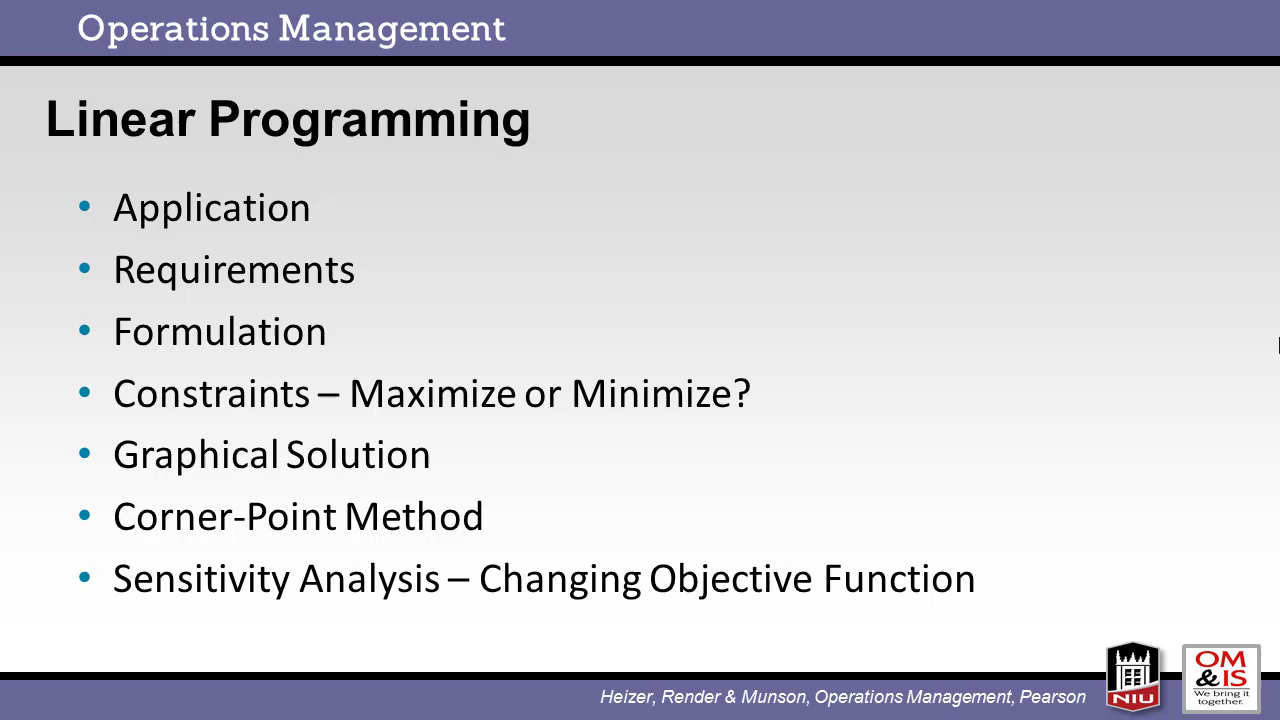 Operations Management
Linear Programming
• Application
• Requirements
• Formulation
• Constraints – Maximize or Minimize?
• Graphical Solution
• Corner-Point Method
• Sensitivity Analysis – Changing Objective Function
Heizer, Render & Munson, Operations Management, Pearson
NIU
OM
&IS
We bring it
together.